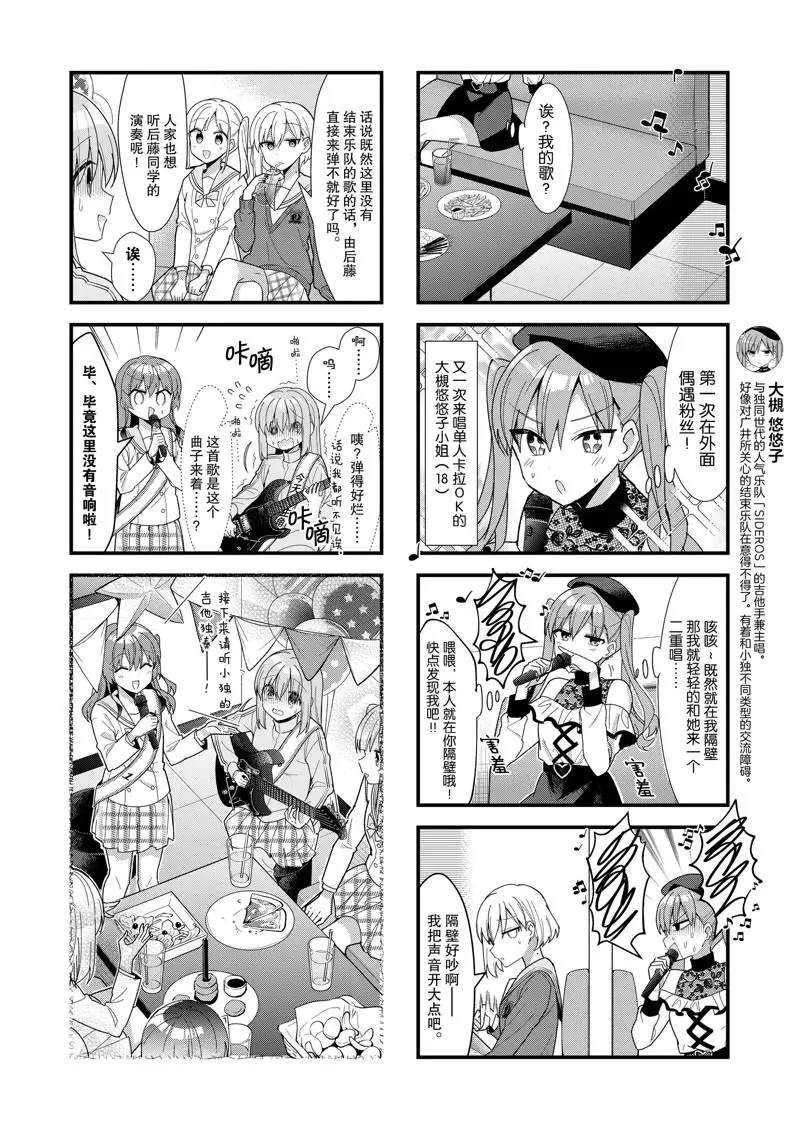 诶？我的歌？
大槻 悠悠子
与独同世代的人气乐队「SIDEROS」的吉他手兼主唱。
好像对广井所关心的结束乐队在意得不得了。有着和小独不同类型的交流障碍。
第一次在外面
偶遇粉丝！
又一次来唱单人卡拉OK的
大槻悠悠子小姐（18）
咳咳~既然就在我隔壁
那我就轻轻的和她来一个
二重唱……
喂喂，本人就在你隔壁哦！
快点发现我吧!!
害羞
害羞
隔壁好吵啊——
我把声音开大点吧。
话说既然这里没有
结束乐队的歌的话，由后藤
直接来弹不就好了吗。
人家也想
听后藤同学的
演奏呢！
诶……
啊……
呜……
啪啦
啪啦
咔嘀
咔嘀
咦？弹得好烂……
话说我都听不见诶
这首歌是这个
曲子来着……？
毕、毕竟这里没有音响啦！
今天
接下来请听小独的
吉他独奏~!!